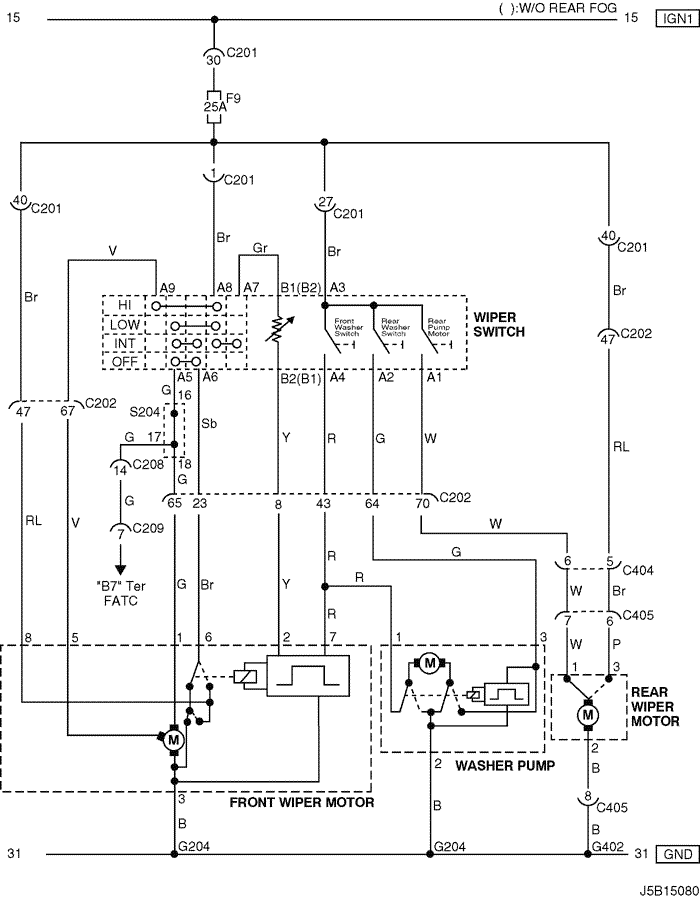 ( ):W/O REAR FOG
15
15 IGN1
30 C201
25A F9
1 C201
40 C201
27 C201
40 C201
V
Gr
Br
Br
Br
Br
A9 A8 A7 B1(B2) A3
HI
LOW
INT
OFF
Front Washer Switch
Rear Washer Switch
Rear Pump Motor
WIPER SWITCH
47 C202
A5 A6 B2(B1) A4 A2 A1
G 16
S204
17
G
18
G
Sb
47 67 C202
14 C208
G
7 C209
"B7" Ter
FATC
Y R G W
RL
65 23 8 43 64 70 C202
RL V
W
G
R
R
R
G Br Y
6 5 C404
W Br
7 6 C405
W P
8 5 1 6 2 7
1 3
1 3
M
M
M
REAR WIPER MOTOR
2
B
8 C405
B
WASHER PUMP
2
B
FRONT WIPER MOTOR
3
B
31 G204 G204 G402 31 GND
J5B15080